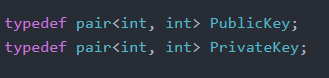 typedef pair<int, int> PublicKey;
typedef pair<int, int> PrivateKey;